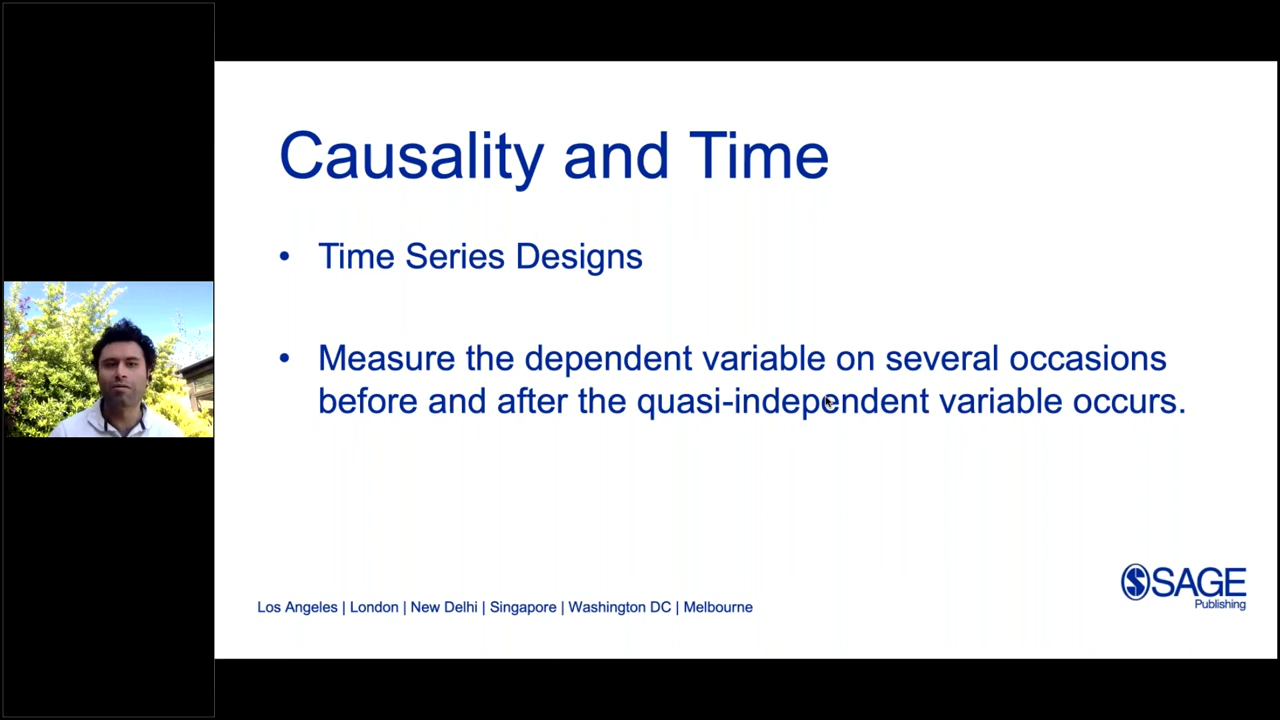 Causality and Time
• Time Series Designs
• Measure the dependent variable on several occasions
before and after the quasi-independent variable occurs.
Los Angeles | London | New Delhi | Singapore | Washington DC | Melbourne
SAGE
Publishing